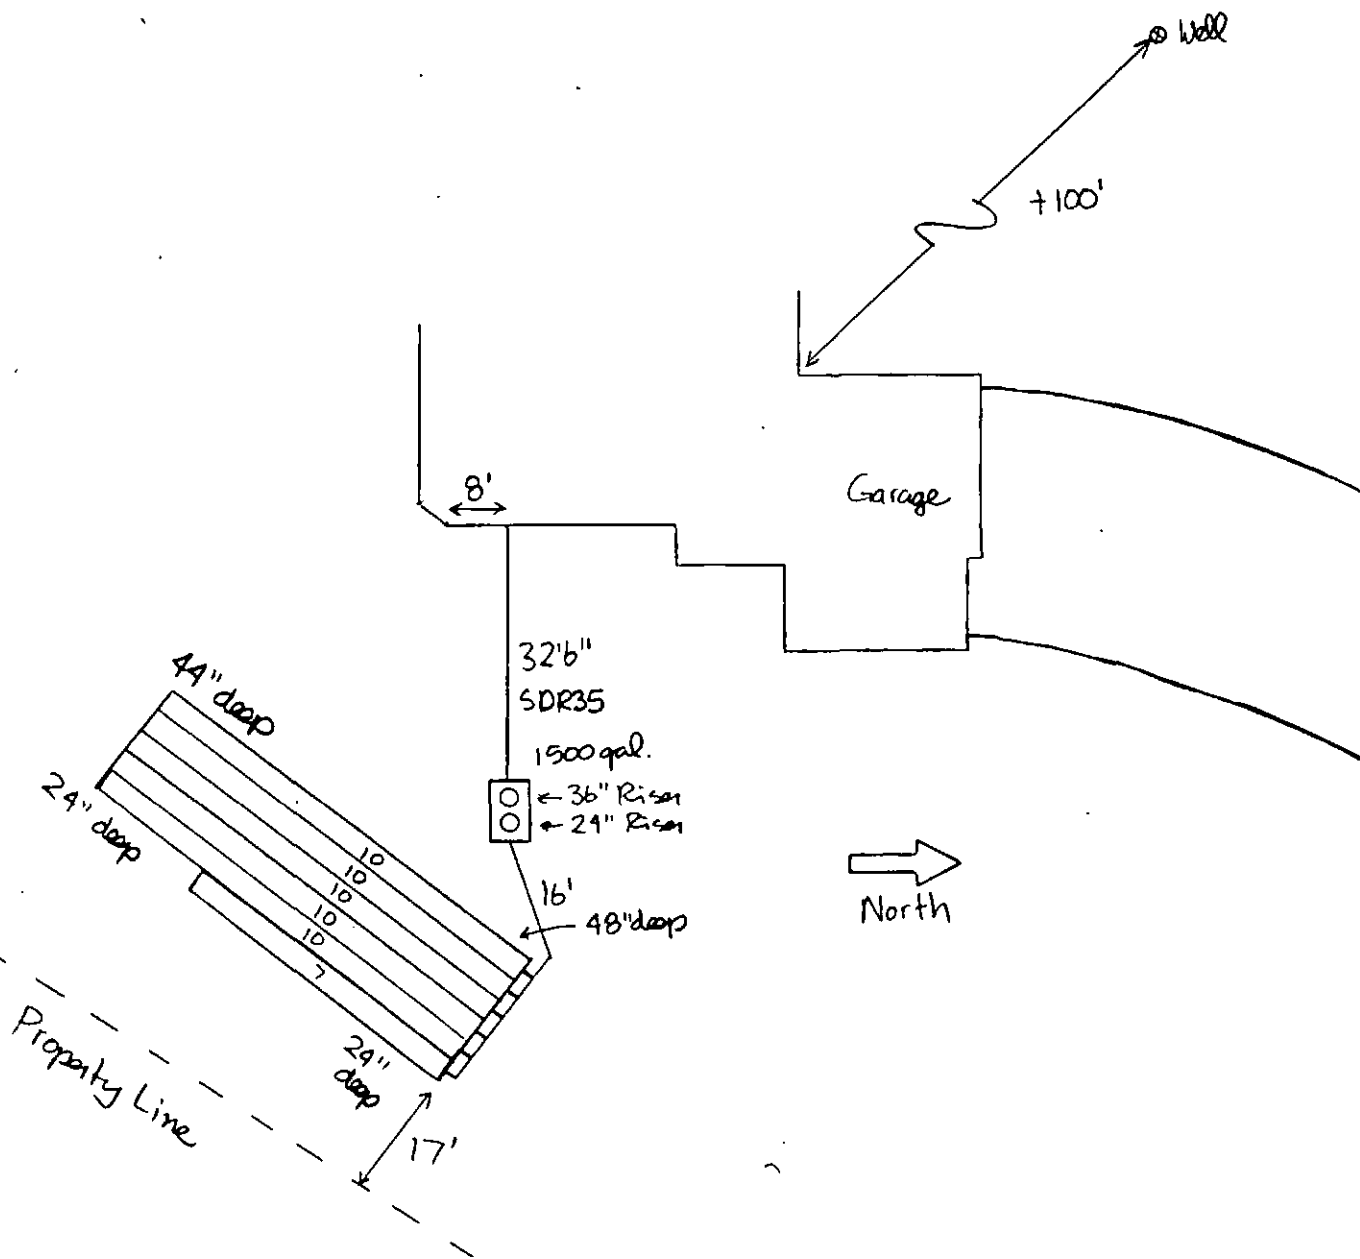 Well
+100'
8'
Garage
32'6"
SDR35
1500 gal.
← 36" Riser
← 24" Riser
44" deep
24" deep
16'
48" deep
10
10
10
10
10
7
North
24"
deep
17'
Property Line